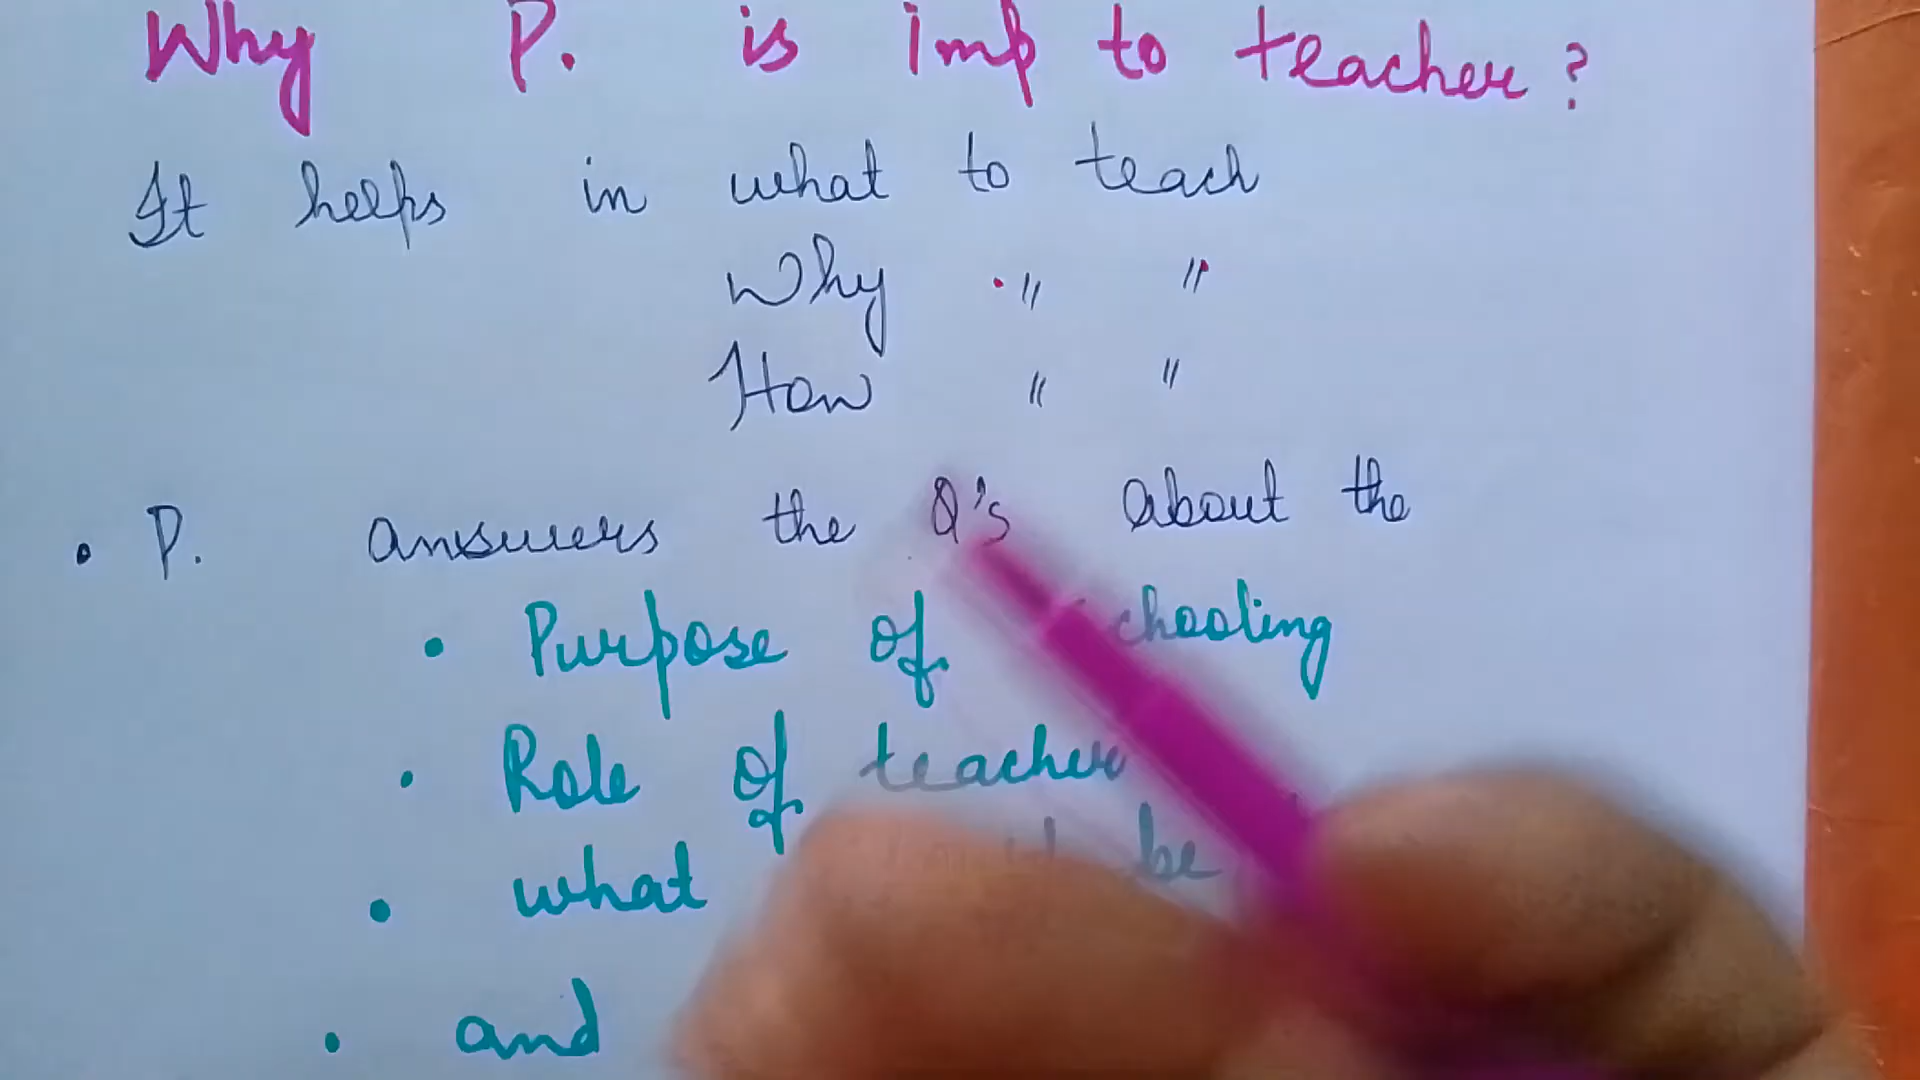 Why P. is imp to teacher?
It helps in what to teach
Why " "
How " "
• P. answers the Q's about the
• Purpose of schooling
• Role of teacher
• what be
• and